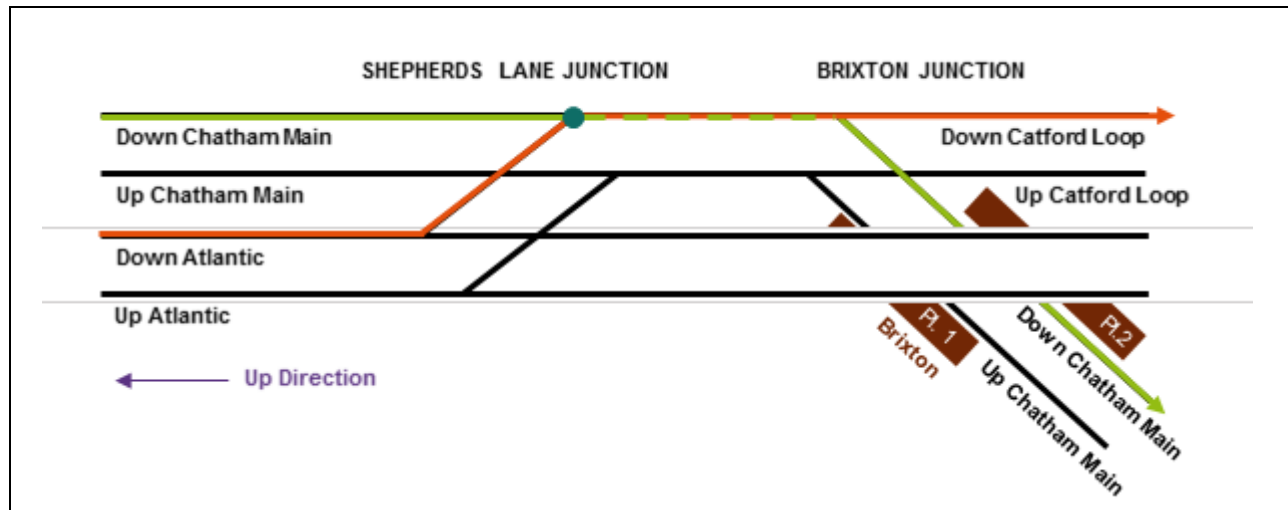 SHEPHERDS LANE JUNCTION
BRIXTON JUNCTION
Down Chatham Main
Down Catford Loop
Up Chatham Main
Up Catford Loop
Down Atlantic
Up Atlantic
Pl. 1
Pl.2
Brixton
Down Chatham Main
Up Chatham Main
Up Direction